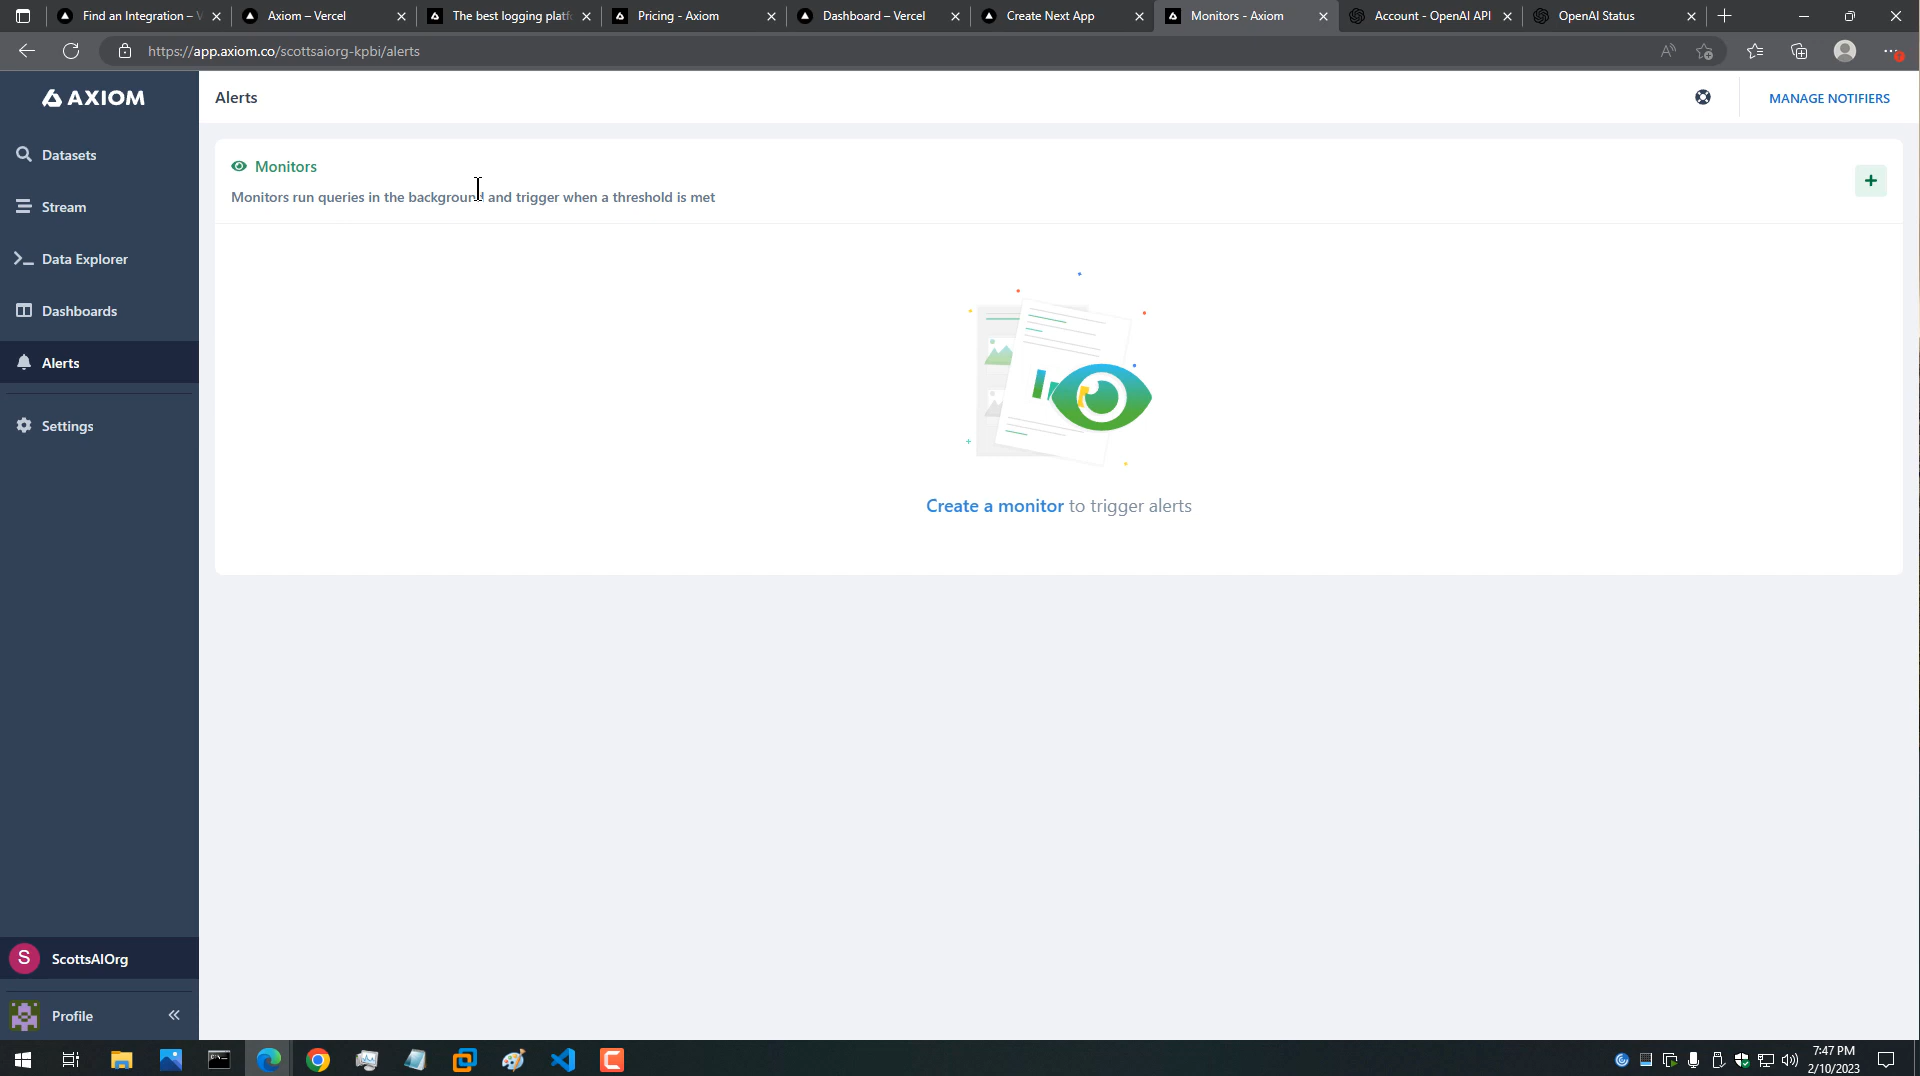 Find an Integration – V
Axiom – Vercel
The best logging platf
Pricing - Axiom
Dashboard – Vercel
Create Next App
Monitors - Axiom
Account - OpenAI API
OpenAI Status
https://app.axiom.co/scottsaiorg-kpbi/alerts
AXIOM
Alerts
MANAGE NOTIFIERS
Datasets
Stream
Data Explorer
Dashboards
Alerts
Settings
Monitors
Monitors run queries in the background and trigger when a threshold is met
Create a monitor to trigger alerts
S
ScottsAIOrg
Profile
7:47 PM
2/10/2023